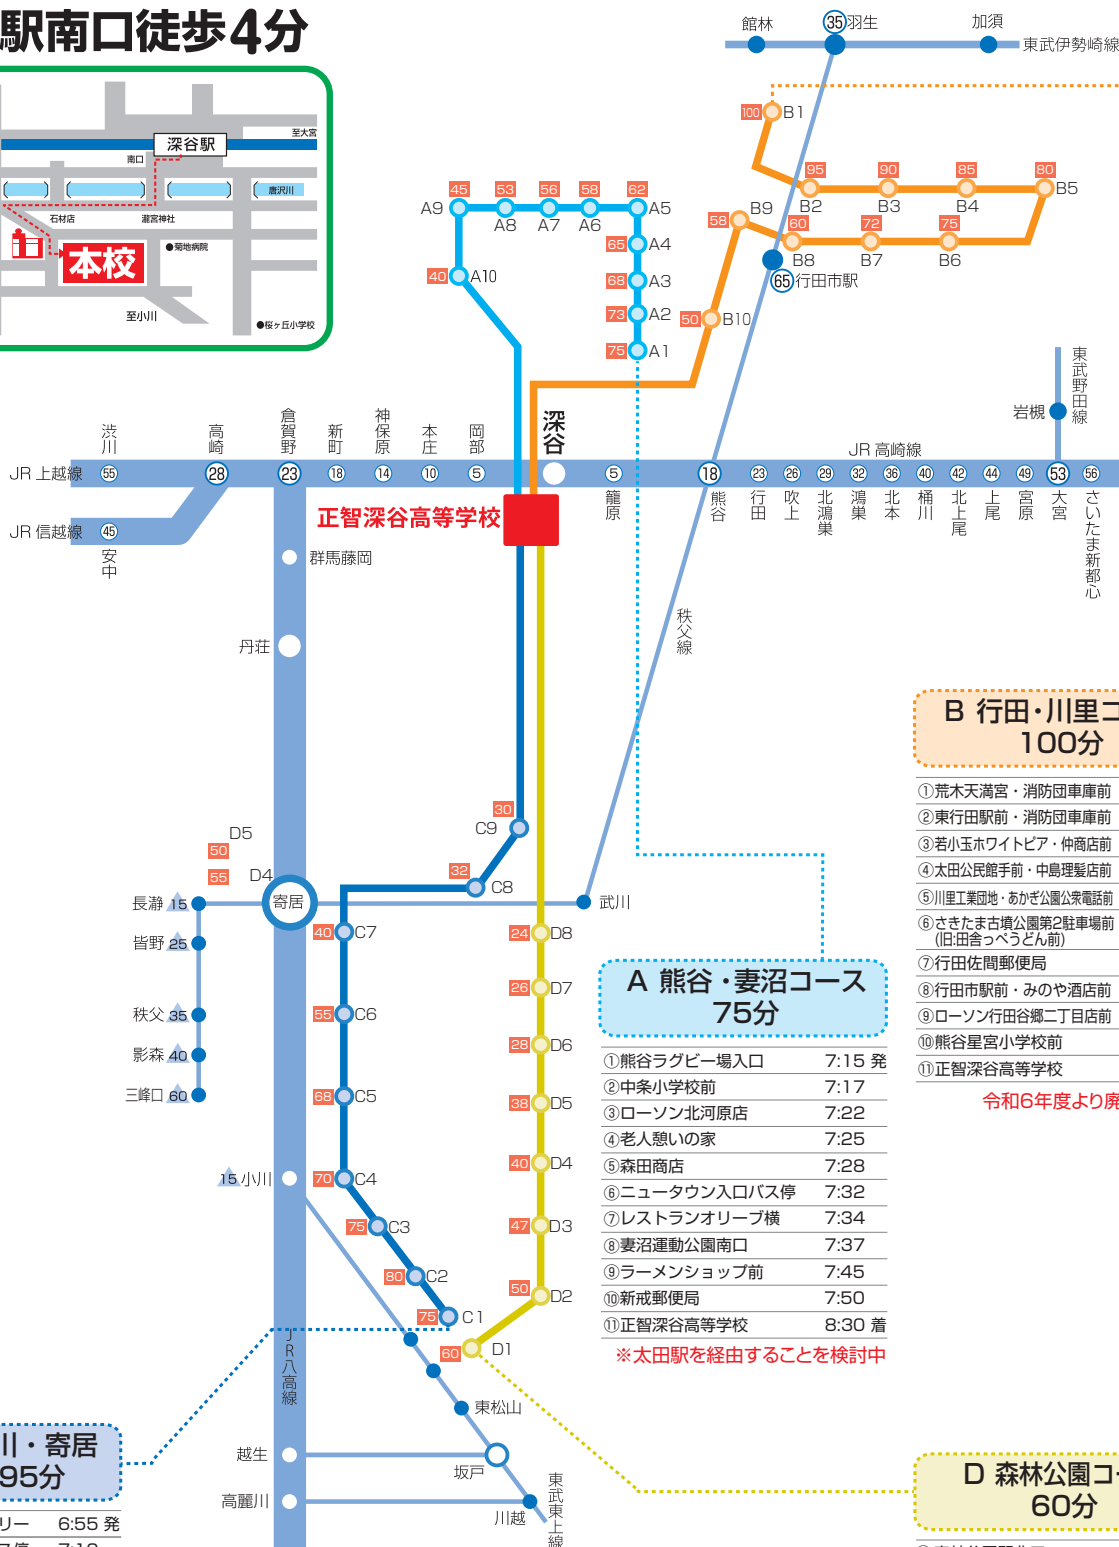 駅南口徒歩4分
至大宮
深谷駅
南口
唐沢川
石材店
瀧宮神社
菊地病院
本校
至小川
●桜ヶ丘小学校
館林
35
羽生
加須
東武伊勢崎線
100
B1
95
90
85
80
B2
B3
B4
B5
B9
58
60
72
75
B8
B7
B6
65
行田市駅
50
B10
45
53
56
58
62
A9
A8
A7
A6
A5
65
A4
40
A10
68
A3
73
A2
75
A1
東武野田線
岩槻
渋川
高崎
倉賀野
新町
神保原
本庄
岡部
深谷
JR 高崎線
JR 上越線
55
28
23
18
14
10
5
5
18
23
26
29
32
36
40
42
44
49
53
56
籠原
熊谷
行田
吹上
北鴻巣
鴻巣
北本
桶川
北上尾
上尾
宮原
大宮
さいたま新都心
正智深谷高等学校
JR 信越線
45
安中
群馬藤岡
丹荘
秩父線
30
C9
32
C8
D5
50
55
D4
寄居
武川
長瀞
15
皆野
25
秩父
35
影森
40
三峰口
60
40
C7
55
C6
68
C5
70
C4
75
C3
80
C2
75
C1
24
D8
26
D7
28
D6
38
D5
40
D4
47
D3
50
D2
60
D1
15
小川
JR八高線
東松山
越生
坂戸
高麗川
川越
東武東上線
B 行田・川里コ
100分
①荒木天満宮・消防団車庫前
②東行田駅前・消防団車庫前
③若小玉ホワイトピア・仲商店前
④太田公民館手前・中島理髪店前
⑤川里工業団地・あかぎ公園公衆電話前
⑥さきたま古墳公園第2駐車場前
(旧:田舎っぺうどん前)
⑦行田佐間郵便局
⑧行田市駅前・みのや酒店前
⑨ローソン行田谷郷二丁目店前
⑩熊谷星宮小学校前
⑪正智深谷高等学校
令和6年度より廃
A 熊谷・妻沼コース
75分
①熊谷ラグビー場入口 7:15 発
②中条小学校前 7:17
③ローソン北河原店 7:22
④老人憩いの家 7:25
⑤森田商店 7:28
⑥ニュータウン入口バス停 7:32
⑦レストランオリーブ横 7:34
⑧妻沼運動公園南口 7:37
⑨ラーメンショップ前 7:45
⑩新戒郵便局 7:50
⑪正智深谷高等学校 8:30 着
※太田駅を経由することを検討中
川・寄居
95分
リー 6:55 発
D 森林公園コー
60分